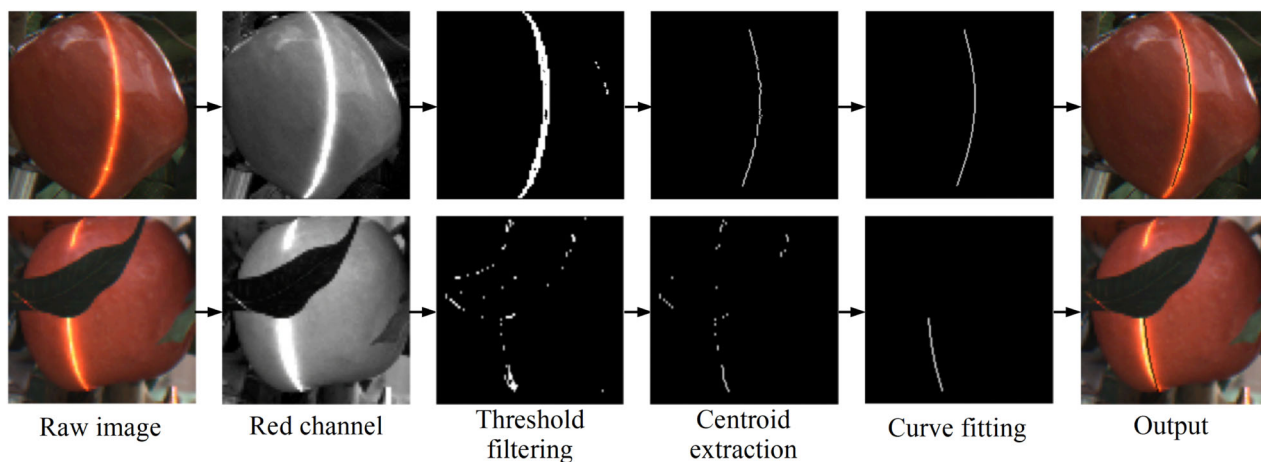 Raw image
Red channel
Threshold
filtering
Centroid
extraction
Curve fitting
Output